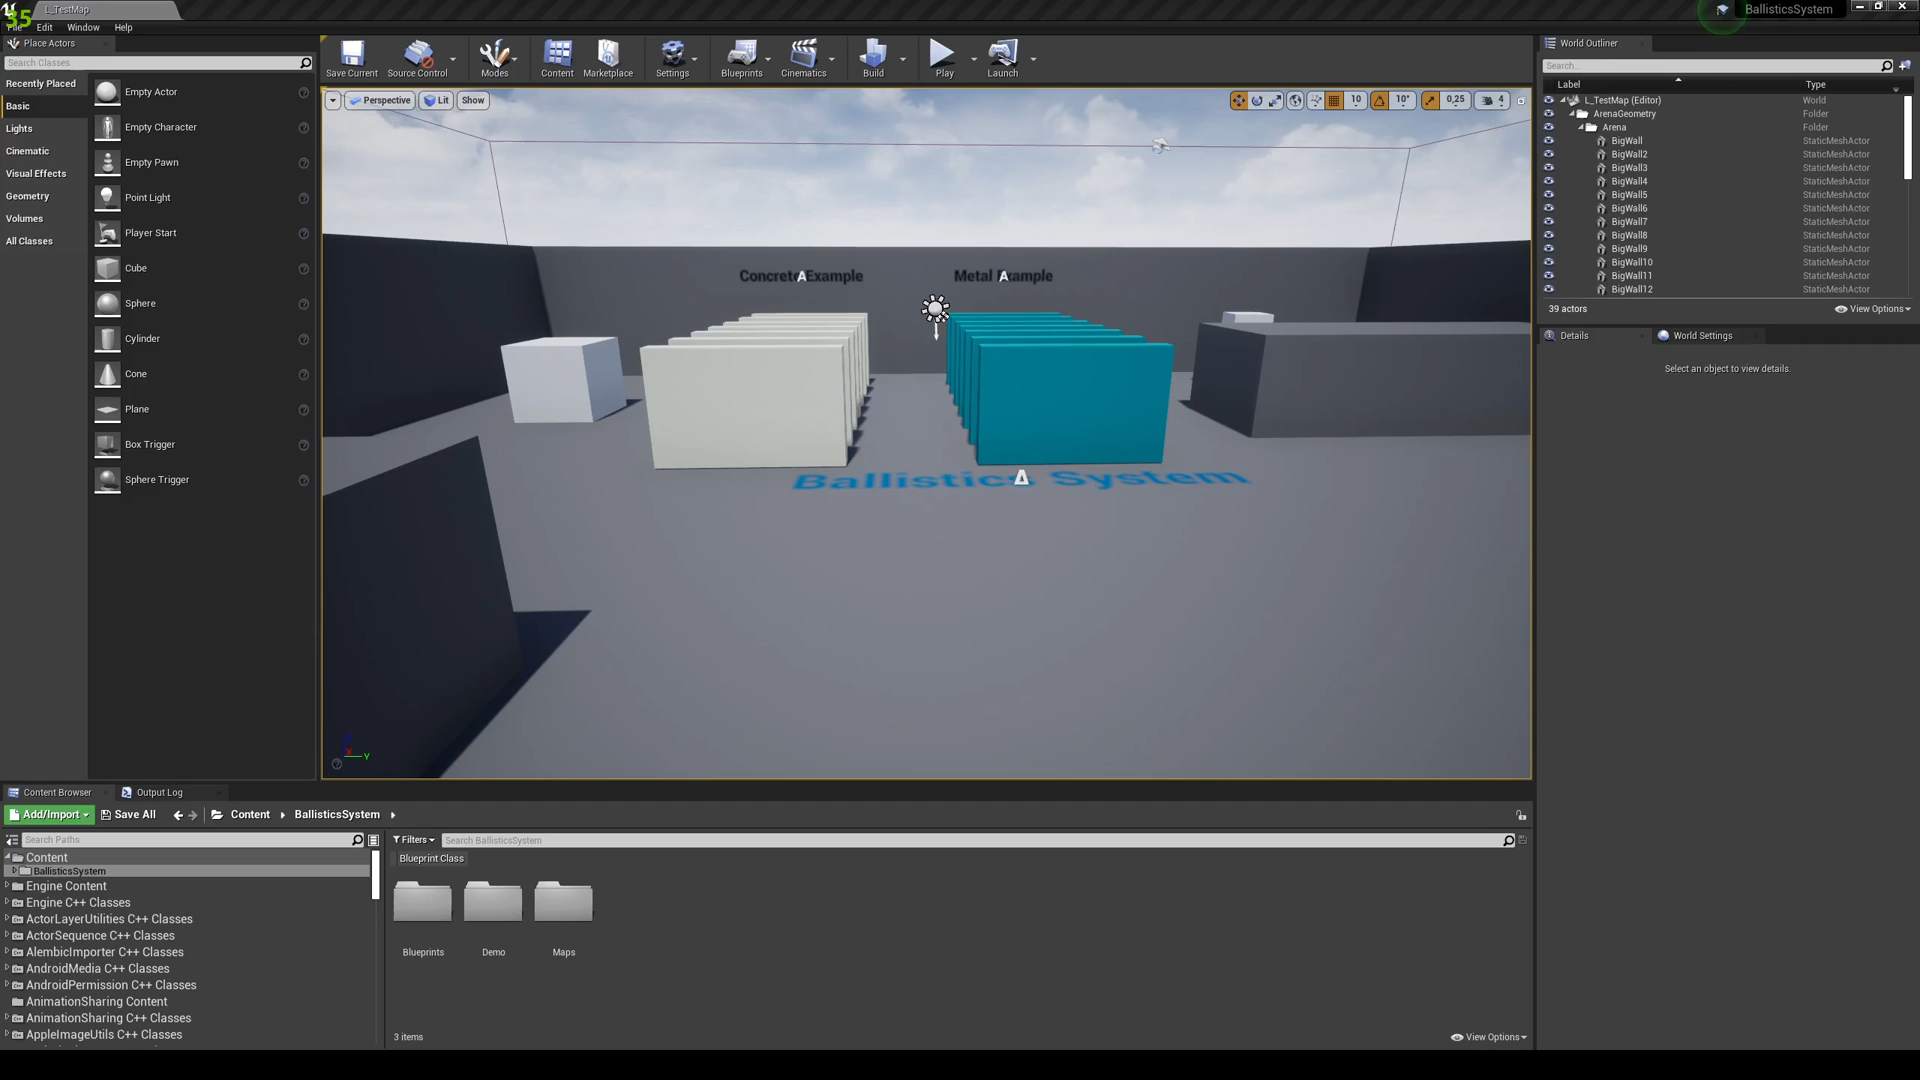 35
L_TestMap
BallisticsSystem
File Edit Window Help
Place Actors
Search Classes
Recently Placed
Basic
Lights
Cinematic
Visual Effects
Geometry
Volumes
All Classes
Empty Actor
Empty Character
Empty Pawn
Point Light
Player Start
Cube
Sphere
Cylinder
Cone
Plane
Box Trigger
Sphere Trigger
Save Current Source Control Modes Content Marketplace Settings Blueprints Cinematics Build Play Launch
Perspective Lit Show
10 10° 0,25 4
Concrete Example
Metal Example
Ballistics System
Y
World Outliner
Search...
Label Type
L_TestMap (Editor) World
ArenaGeometry Folder
Arena Folder
BigWall StaticMeshActor
BigWall2 StaticMeshActor
BigWall3 StaticMeshActor
BigWall4 StaticMeshActor
BigWall5 StaticMeshActor
BigWall6 StaticMeshActor
BigWall7 StaticMeshActor
BigWall8 StaticMeshActor
BigWall9 StaticMeshActor
BigWall10 StaticMeshActor
BigWall11 StaticMeshActor
BigWall12 StaticMeshActor
39 actors View Options
Details World Settings
Select an object to view details.
Content Browser Output Log
Add/Import Save All Content BallisticsSystem
Search Paths
Content
BallisticsSystem
Engine Content
Engine C++ Classes
ActorLayerUtilities C++ Classes
ActorSequence C++ Classes
AlembicImporter C++ Classes
AndroidMedia C++ Classes
AndroidPermission C++ Classes
AnimationSharing Content
AnimationSharing C++ Classes
AppleImageUtils C++ Classes
Filters Search BallisticsSystem
Blueprint Class
Blueprints Demo Maps
3 items View Options